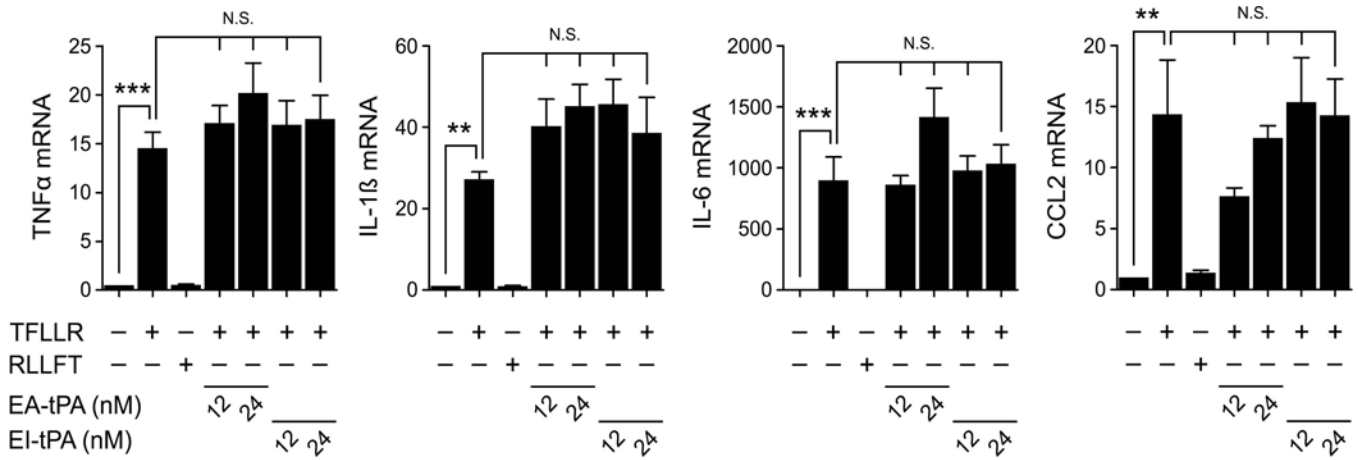 N.S. N.S. N.S. N.S.
TNFα mRNA
25
20
15
10
5
0
***
IL-1ß mRNA
60
40
20
0
**
IL-6 mRNA
2000
1500
1000
500
0
***
CCL2 mRNA
20
15
10
5
0
**
TFLLR – + – + + + + – + – + + + + – + – + + + + – + – + + + +
RLLFT – – + – – – – – – + – – – – – – + – – – – – – + – – – –
EA-tPA (nM) 12 24 12 24 12 24 12 24
EI-tPA (nM) 12 24 12 24 12 24 12 24